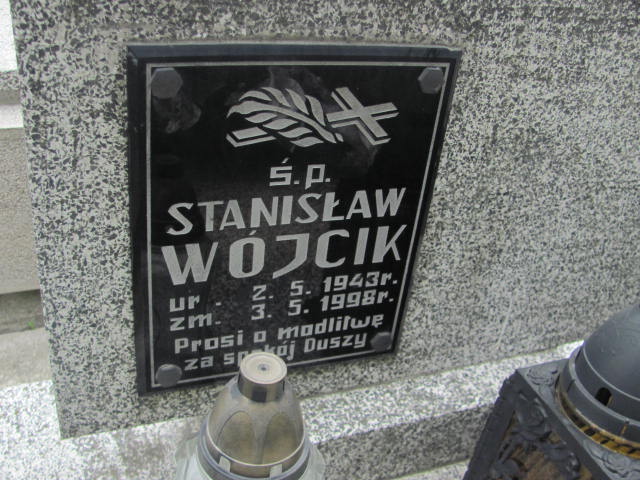 Ś.P.
STANISŁAW
WÓJCIK
ur. 2.5.1943r.
zm. 3.5.1998r.
Prosi o modlitwę
za spokój Duszy